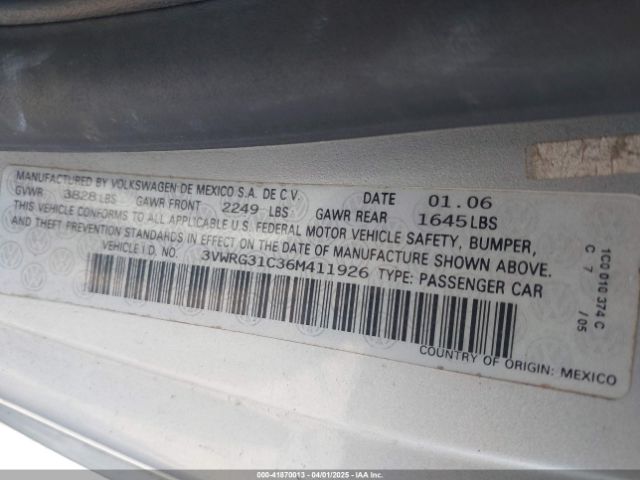 MANUFACTURED BY VOLKSWAGEN DE MEXICO S.A. DE C.V. DATE 01.06
GVWR 3828 LBS GAWR FRONT 2249 LBS GAWR REAR 1645 LBS
THIS VEHICLE CONFORMS TO ALL APPLICABLE U.S. FEDERAL MOTOR VEHICLE SAFETY, BUMPER,
AND THEFT PREVENTION STANDARDS IN EFFECT ON THE DATE OF MANUFACTURE SHOWN ABOVE.
VEHICLE I D. NO. 3VWRG31C36M411926 TYPE: PASSENGER CAR
COUNTRY OF ORIGIN: MEXICO
1C0 010 374 C
C 7 / 05
000-41870013 04/01/2025 IAAI.com